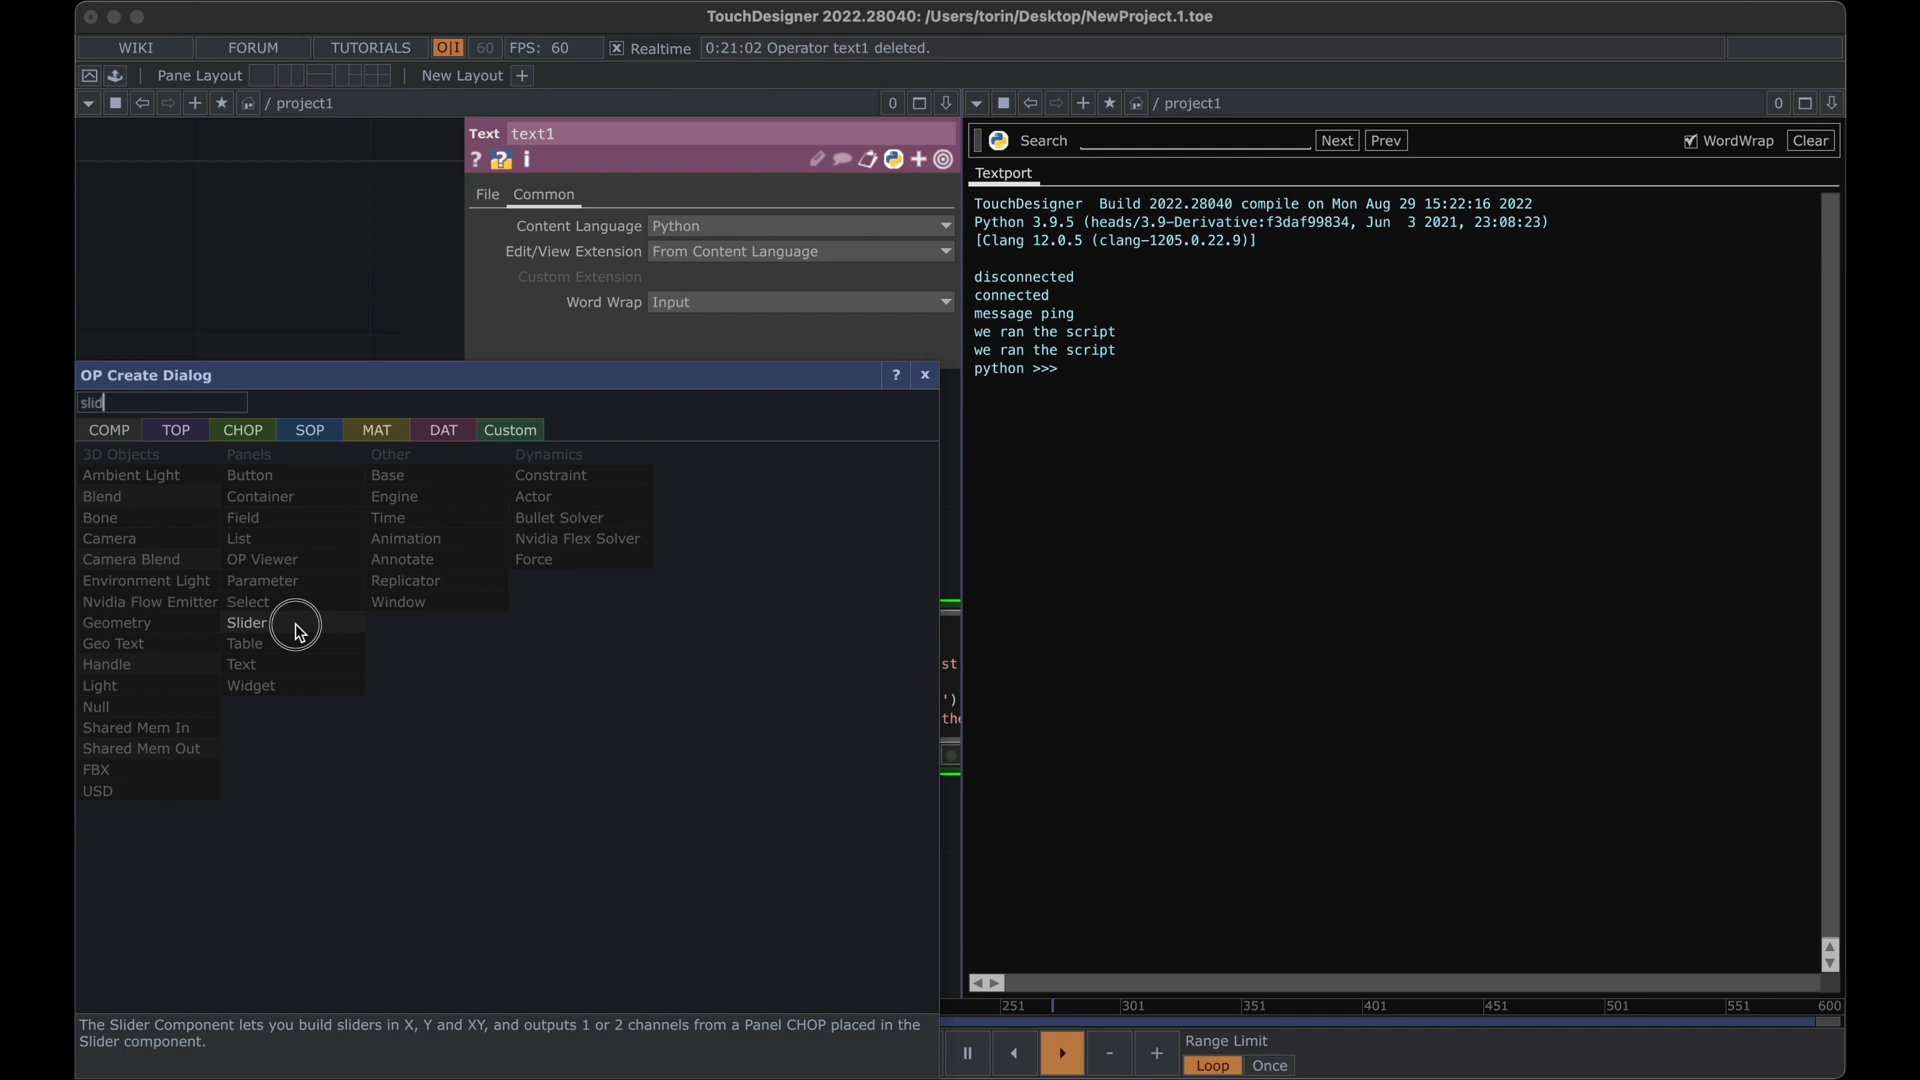 TouchDesigner 2022.28040: /Users/torin/Desktop/NewProject.1.toe
WIKI FORUM TUTORIALS O|I 60 FPS: 60 Realtime 0:21:02 Operator text1 deleted.
Pane Layout New Layout +
/ project1 0 / project1 0
Text text1
? ? i
Search Next Prev WordWrap Clear
Textport
File Common
Content Language Python
Edit/View Extension From Content Language
Custom Extension
Word Wrap Input
TouchDesigner  Build 2022.28040 compile on Mon Aug 29 15:22:16 2022
Python 3.9.5 (heads/3.9-Derivative:f3daf99834, Jun  3 2021, 23:08:23)
[Clang 12.0.5 (clang-1205.0.22.9)]
disconnected
connected
message ping
we ran the script
we ran the script
python >>>
OP Create Dialog ? x
slid
COMP TOP CHOP SOP MAT DAT Custom
3D Objects Panels Other Dynamics
Ambient Light Button Base Constraint
Blend Container Engine Actor
Bone Field Time Bullet Solver
Camera List Animation Nvidia Flex Solver
Camera Blend OP Viewer Annotate Force
Environment Light Parameter Replicator
Nvidia Flow Emitter Select Window
Geometry Slider
Geo Text Table
Handle Text
Light Widget
Null
Shared Mem In
Shared Mem Out
FBX
USD
st
')
the
251 301 351 401 451 501 551 600
The Slider Component lets you build sliders in X, Y and XY, and outputs 1 or 2 channels from a Panel CHOP placed in the
Slider component.
- + Range Limit
Loop Once